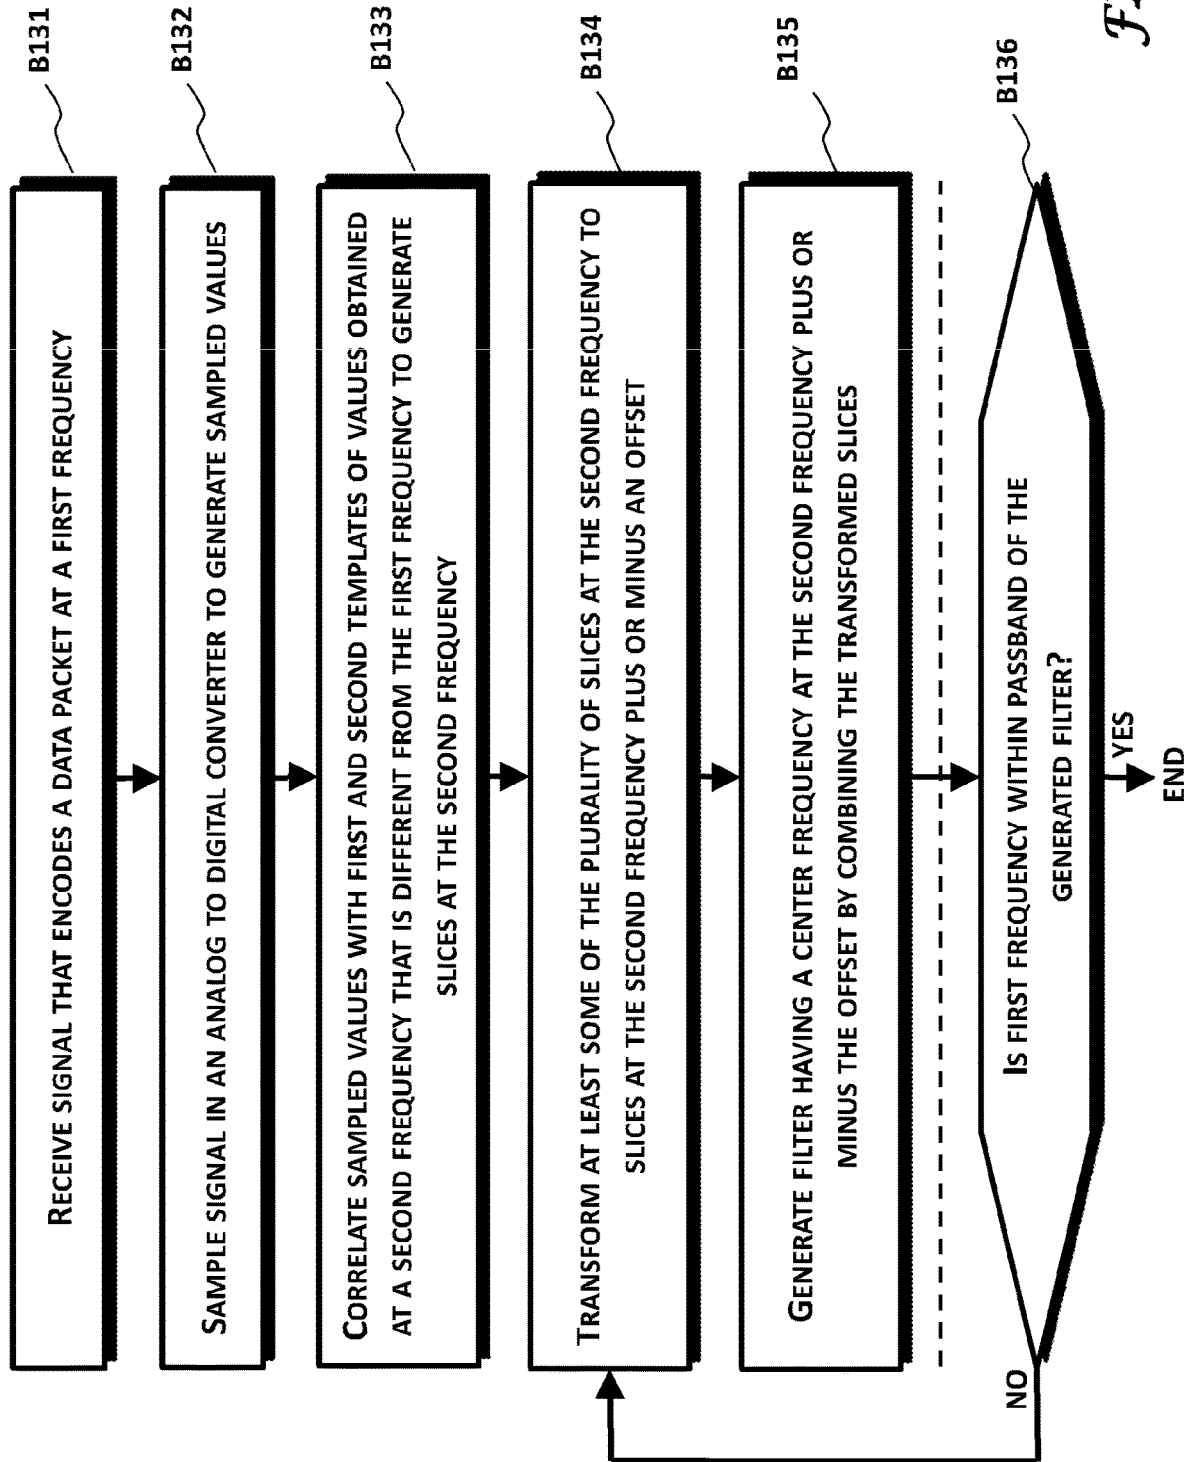 RECEIVE SIGNAL THAT ENCODES A DATA PACKET AT A FIRST FREQUENCY
B131
SAMPLE SIGNAL IN AN ANALOG TO DIGITAL CONVERTER TO GENERATE SAMPLED VALUES
B132
CORRELATE SAMPLED VALUES WITH FIRST AND SECOND TEMPLATES OF VALUES OBTAINED
AT A SECOND FREQUENCY THAT IS DIFFERENT FROM THE FIRST FREQUENCY TO GENERATE
SLICES AT THE SECOND FREQUENCY
B133
TRANSFORM AT LEAST SOME OF THE PLURALITY OF SLICES AT THE SECOND FREQUENCY TO
SLICES AT THE SECOND FREQUENCY PLUS OR MINUS AN OFFSET
B134
GENERATE FILTER HAVING A CENTER FREQUENCY AT THE SECOND FREQUENCY PLUS OR
MINUS THE OFFSET BY COMBINING THE TRANSFORMED SLICES
B135
IS FIRST FREQUENCY WITHIN PASSBAND OF THE
GENERATED FILTER?
B136
NO
YES
END